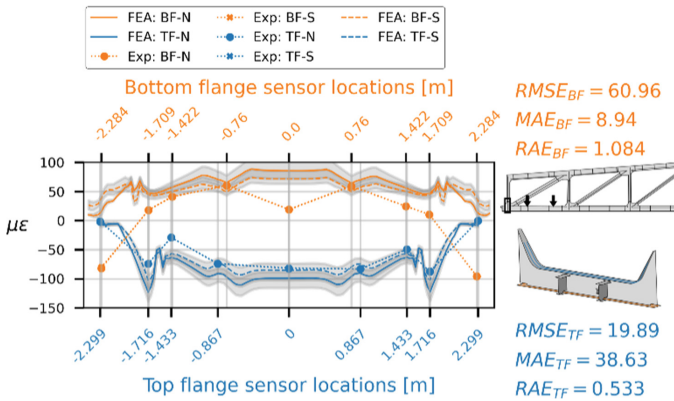 FEA: BF-N Exp: BF-S FEA: BF-S
FEA: TF-N Exp: TF-N FEA: TF-S
Exp: BF-N Exp: TF-S
Bottom flange sensor locations [m]
-2.284 -1.709 -1.422 -0.76 0.0 0.76 1.422 1.709 2.284
RMSE_BF = 60.96
MAE_BF = 8.94
RAE_BF = 1.084
με
100
50
0
−50
−100
−150
-2.299 -1.716 -1.433 -0.867 0 0.867 1.433 1.716 2.299
Top flange sensor locations [m]
RMSE_TF = 19.89
MAE_TF = 38.63
RAE_TF = 0.533